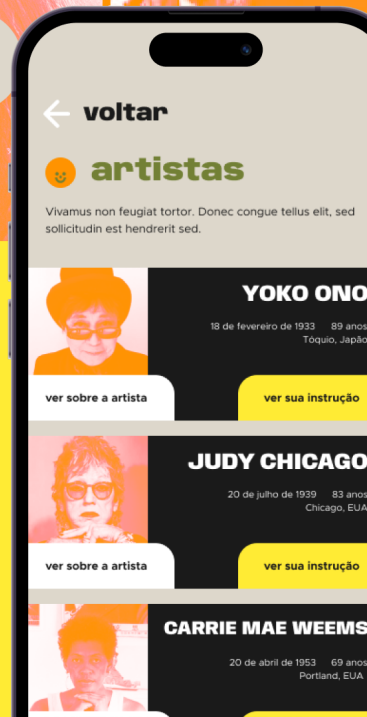 voltar
artistas
Vivamus non feugiat tortor. Donec congue tellus elit, sed
sollicitudin est hendrerit sed.
YOKO ONO
18 de fevereiro de 1933 89 anos
Tóquio, Japão
ver sobre a artista
ver sua instrução
JUDY CHICAGO
20 de julho de 1939 83 anos
Chicago, EUA
ver sobre a artista
ver sua instrução
CARRIE MAE WEEMS
20 de abril de 1953 69 anos
Portland, EUA